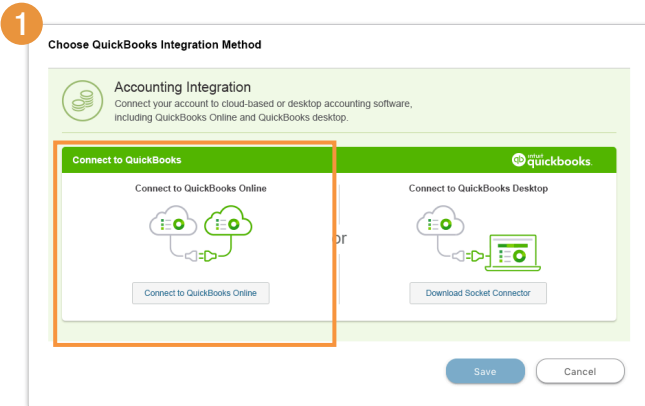 1
Choose QuickBooks Integration Method
Accounting Integration
Connect your account to cloud-based or desktop accounting software,
including QuickBooks Online and QuickBooks desktop.
Connect to QuickBooks
qb intuit quickbooks.
Connect to QuickBooks Online
Connect to QuickBooks Desktop
or
Connect to QuickBooks Online
Download Socket Connector
Save
Cancel